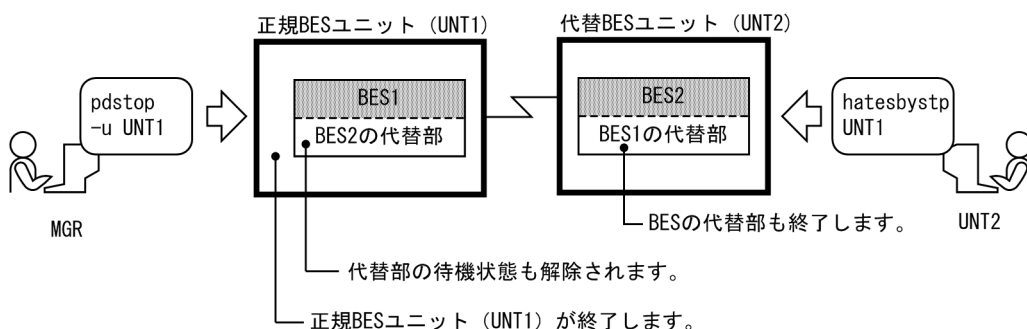 正規BESユニット（UNT1）
代替BESユニット（UNT2）
pdstop
-u UNT1
BES1
BES2の代替部
BES2
BES1の代替部
hatesbystp
UNT1
MGR
UNT2
BESの代替部も終了します。
代替部の待機状態も解除されます。
正規BESユニット（UNT1）が終了します。